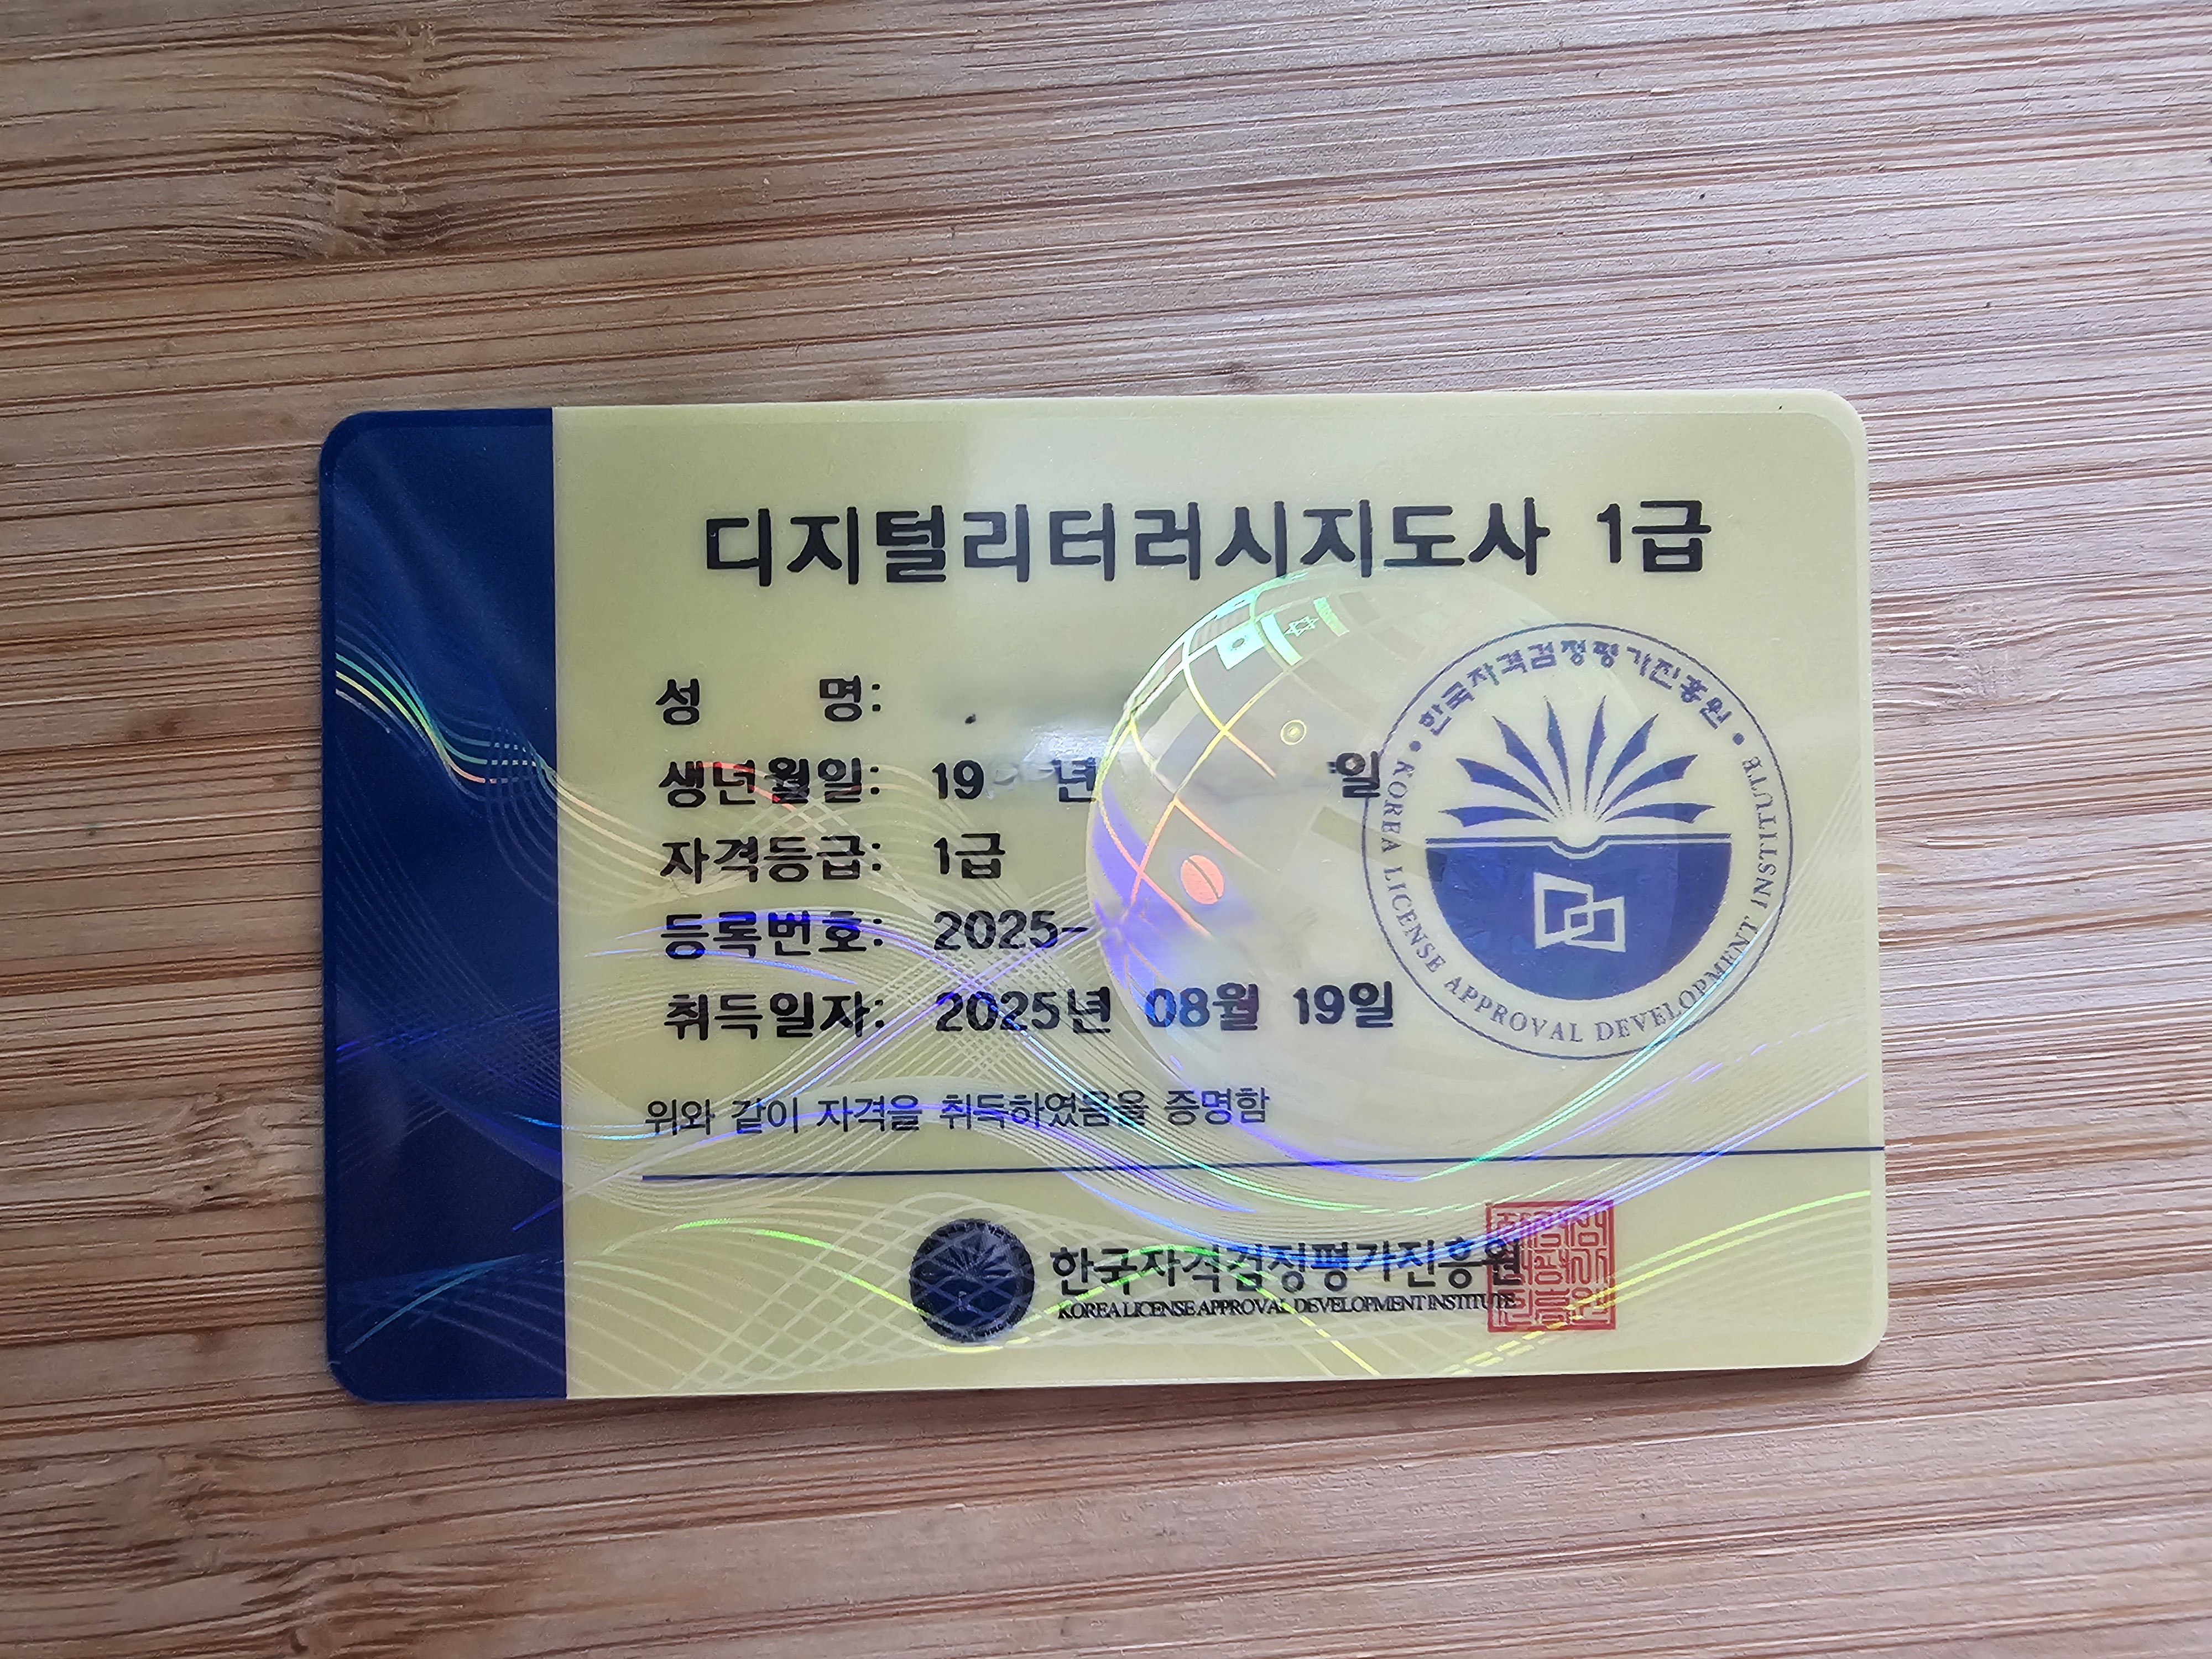 디지털리터러시지도사 1급
성 명:
생년월일: 19 년 일
자격등급: 1급
등록번호: 2025-
취득일자: 2025년 08월 19일
위와 같이 자격을 취득하였음을 증명함
• 한국자격검정평가진흥원 •
KOREA LICENSE APPROVAL DEVELOPMENT INSTITUTE
한국자격검정평가진흥원
KOREA LICENSE APPROVAL DEVELOPMENT INSTITUTE